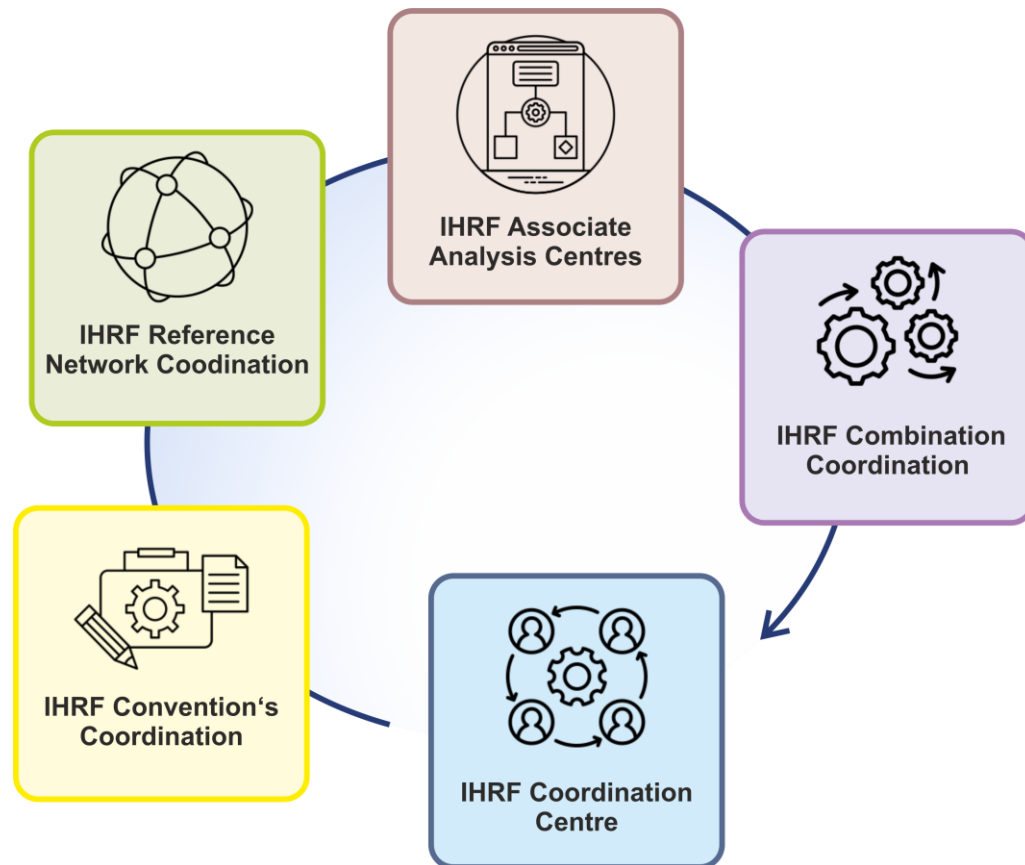 IHRF Associate
Analysis Centres
IHRF Reference
Network Coodination
IHRF Combination
Coordination
IHRF Convention‘s
Coordination
IHRF Coordination
Centre